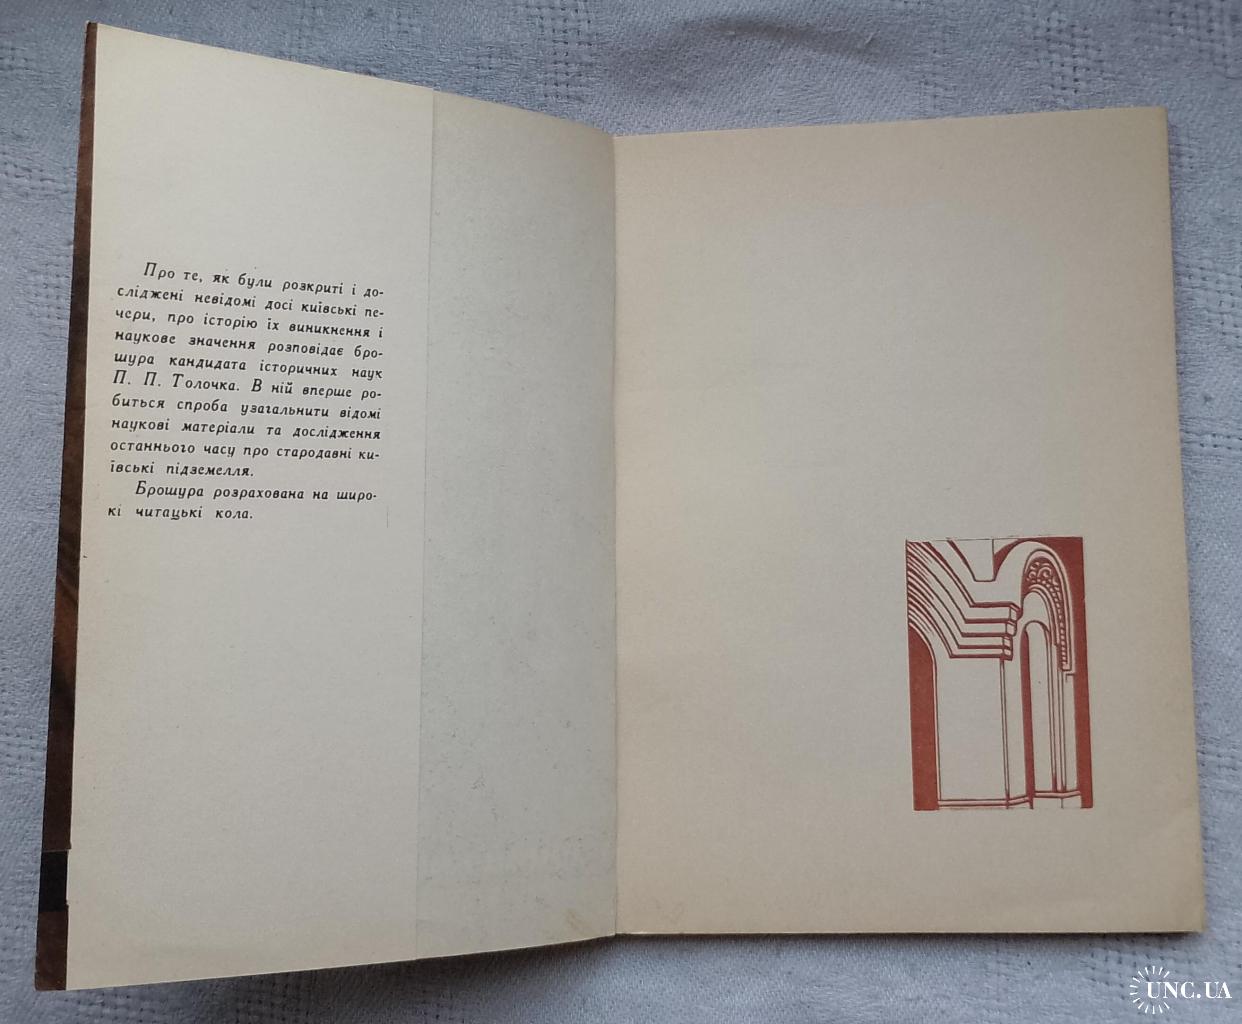 Про те, як були розкриті і до-
сліджені невідомі досі київські пе-
чери, про історію їх виникнення і
наукове значення розповідає бро-
шура кандидата історичних наук
П. П. Толочка. В ній вперше ро-
биться спроба узагальнити відомі
наукові матеріали та дослідження
останнього часу про стародавні ки-
ївські підземелля.
Брошура розрахована на широ-
кі читацькі кола.
UNC.UA